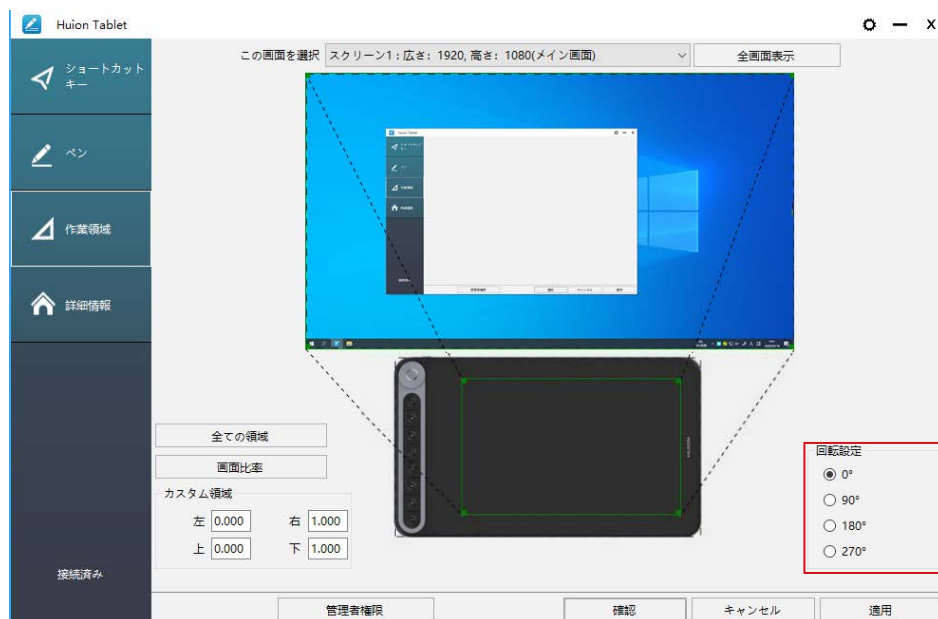 Huion Tablet
ショートカット
キー
ペン
作業領域
詳細情報
接続済み
この画面を選択 スクリーン1：広さ：1920, 高さ：1080(メイン画面) 全画面表示
Huion Tablet
HUION
全ての領域
画面比率
カスタム領域
左 0.000 右 1.000
上 0.000 下 1.000
回転設定
0°
90°
180°
270°
管理者権限 確認 キャンセル 適用